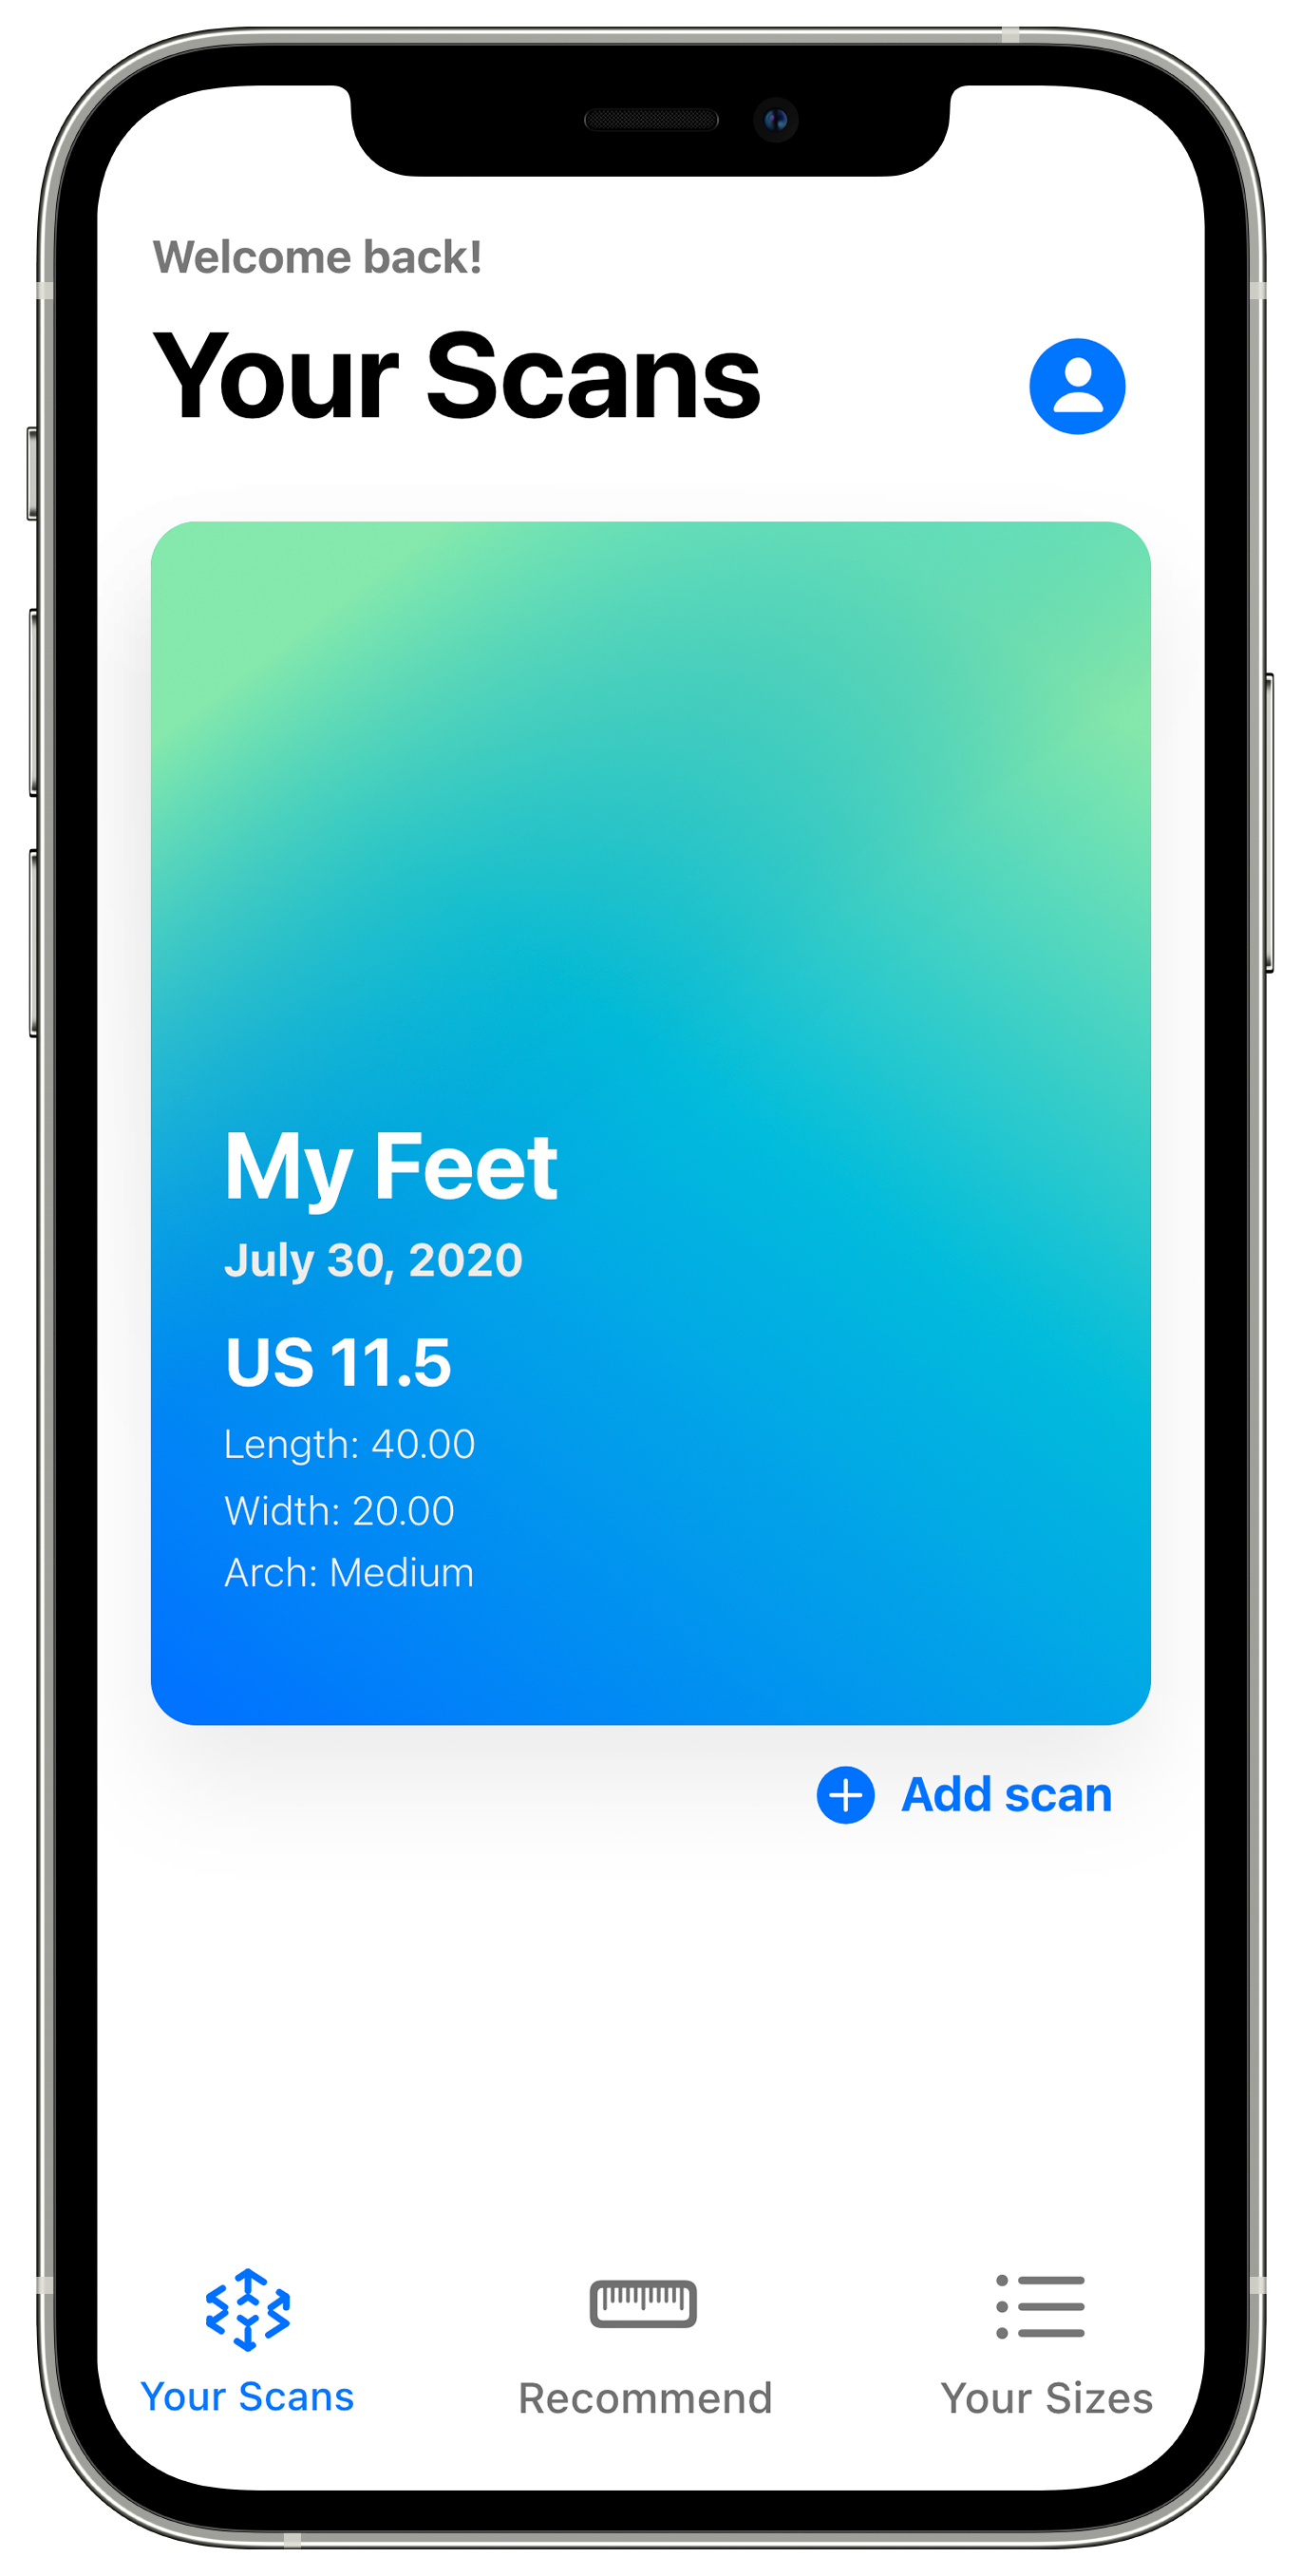 Welcome back!
Your Scans
My Feet
July 30, 2020
US 11.5
Length: 40.00
Width: 20.00
Arch: Medium
Add scan
Your Scans
Recommend
Your Sizes